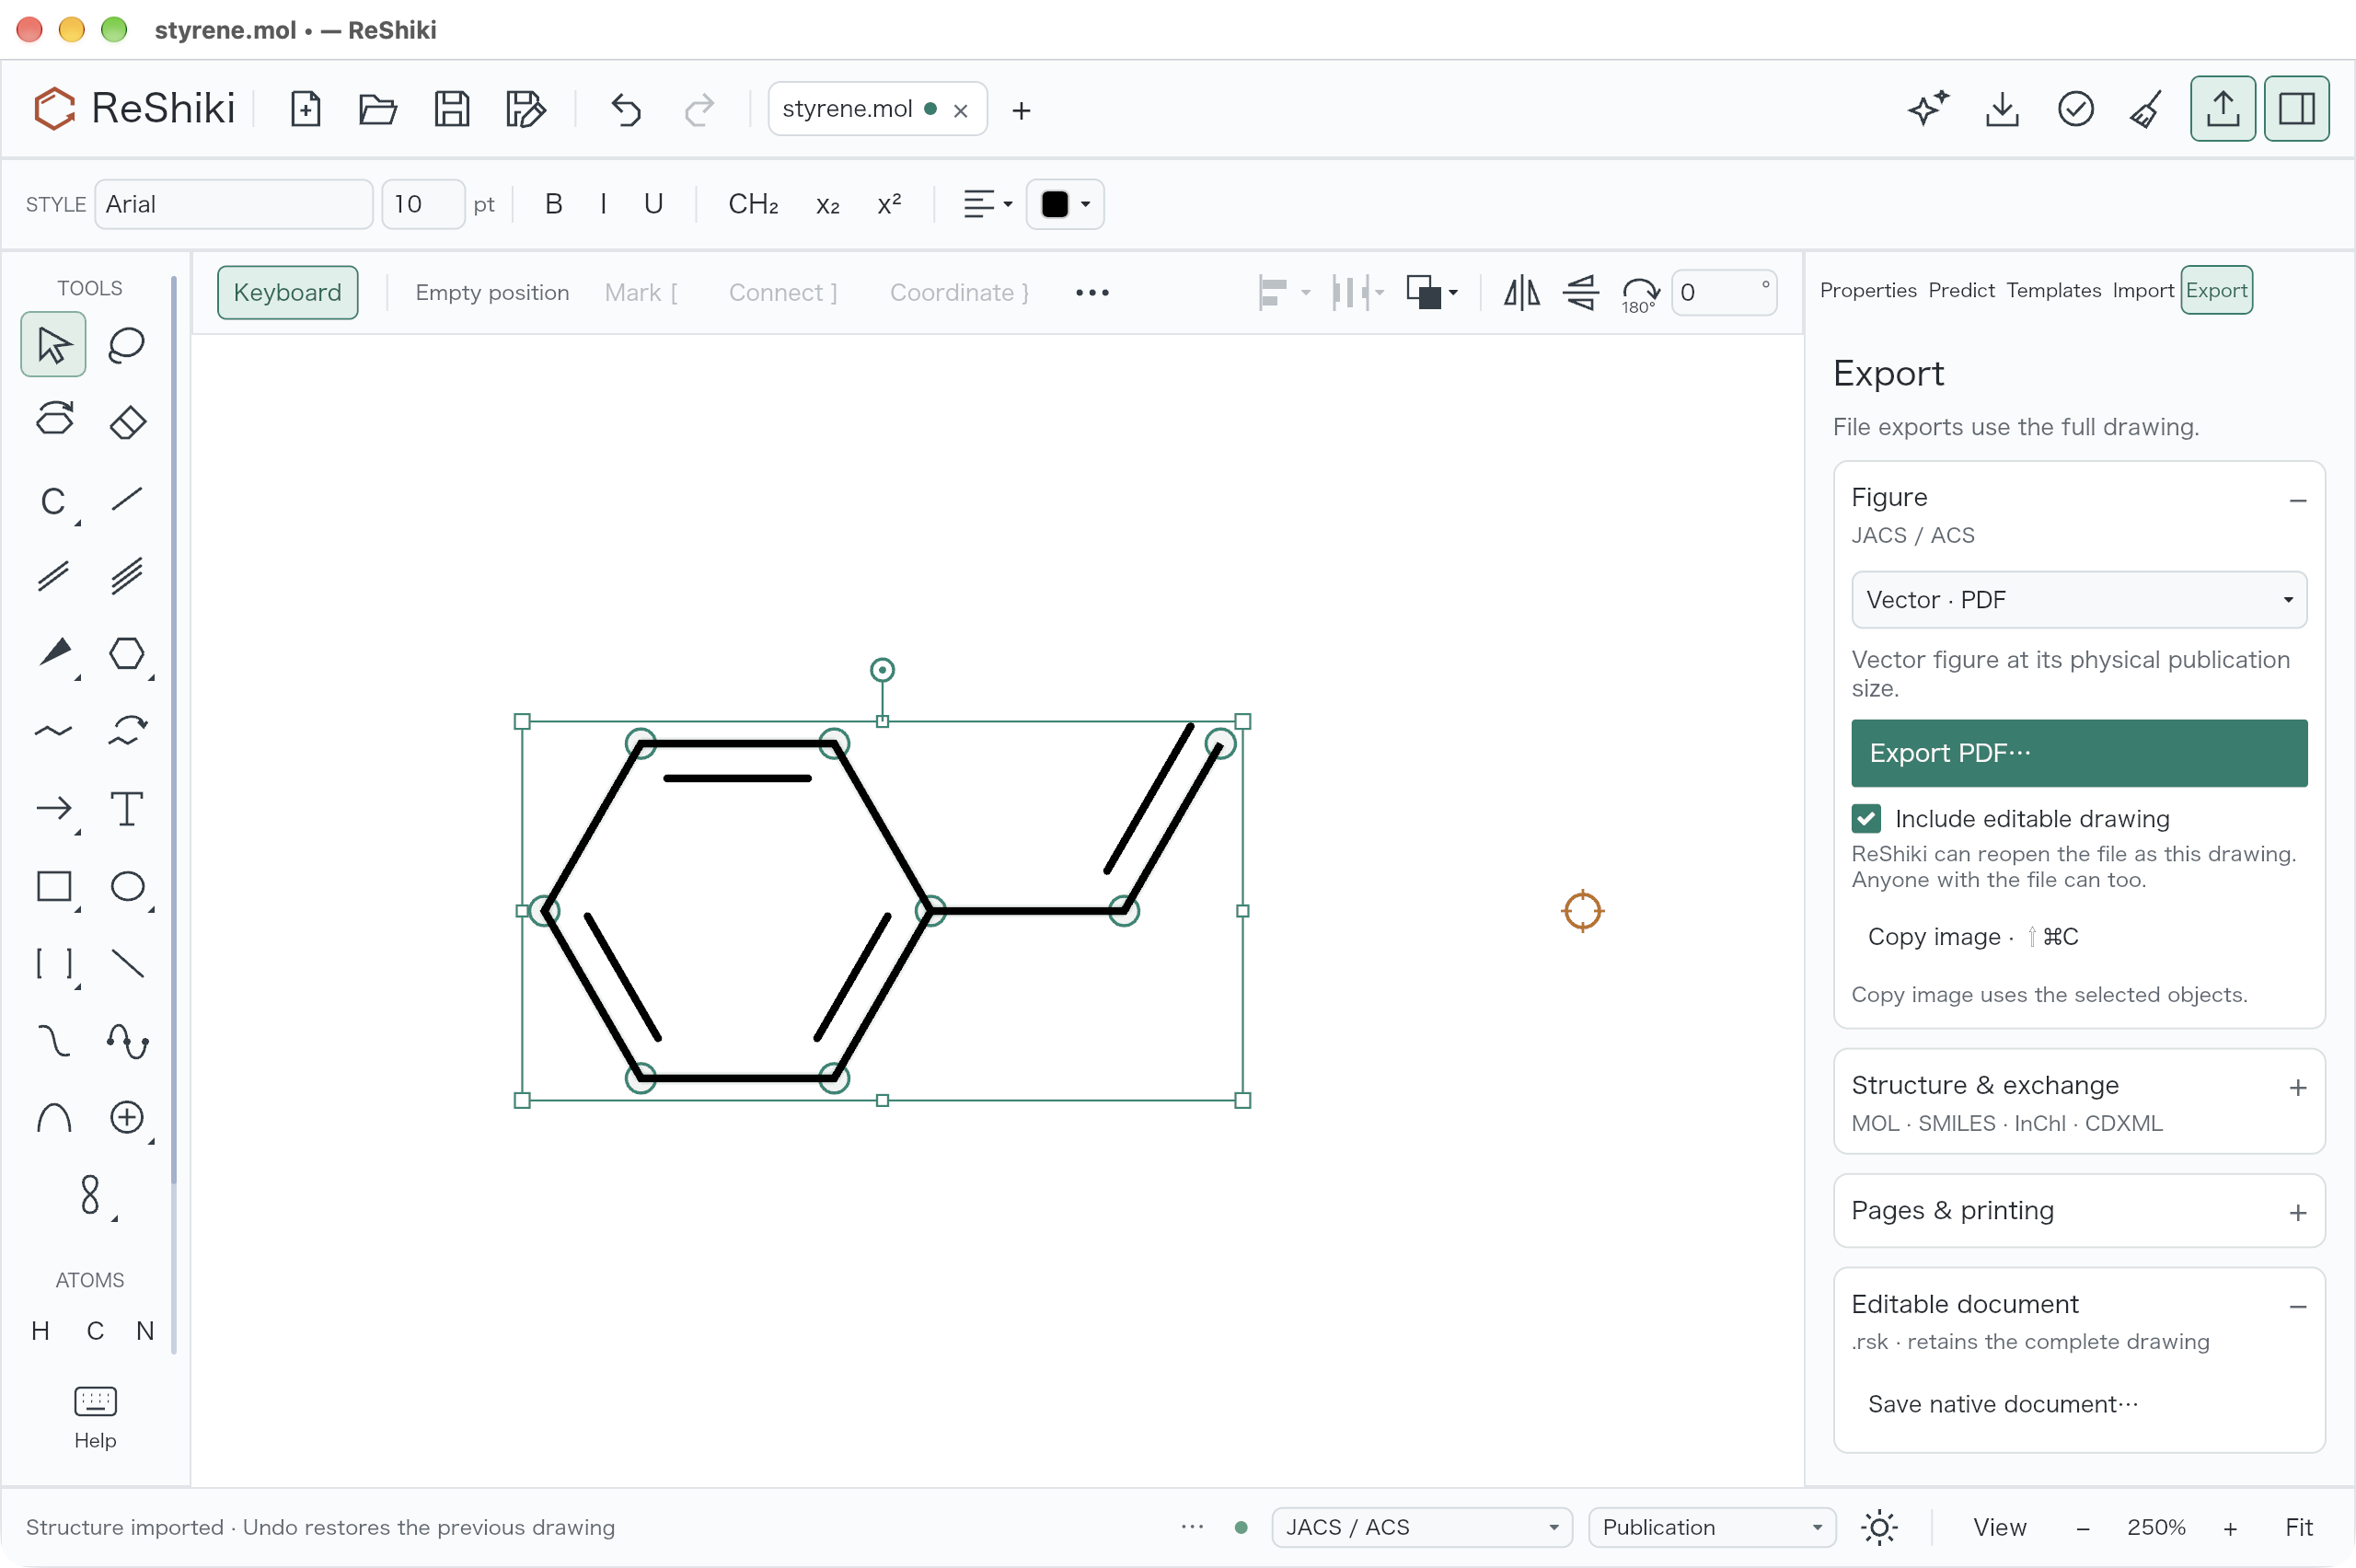 styrene.mol • — ReShiki
ReShiki
styrene.mol
STYLE Arial 10 pt B I U CH₂ x₂ x²
TOOLS
Keyboard Empty position Mark [ Connect ] Coordinate } 180° 0 °
Properties Predict Templates Import Export
Export
File exports use the full drawing.
Figure
JACS / ACS
Vector · PDF
Vector figure at its physical publication
size.
Export PDF···
Include editable drawing
ReShiki can reopen the file as this drawing.
Anyone with the file can too.
Copy image · ⇧⌘C
Copy image uses the selected objects.
Structure & exchange
MOL · SMILES · InChI · CDXML
Pages & printing
Editable document
.rsk · retains the complete drawing
Save native document···
C
T
[ ]
ATOMS
H C N
Help
Structure imported · Undo restores the previous drawing
··· JACS / ACS Publication View − 250% + Fit